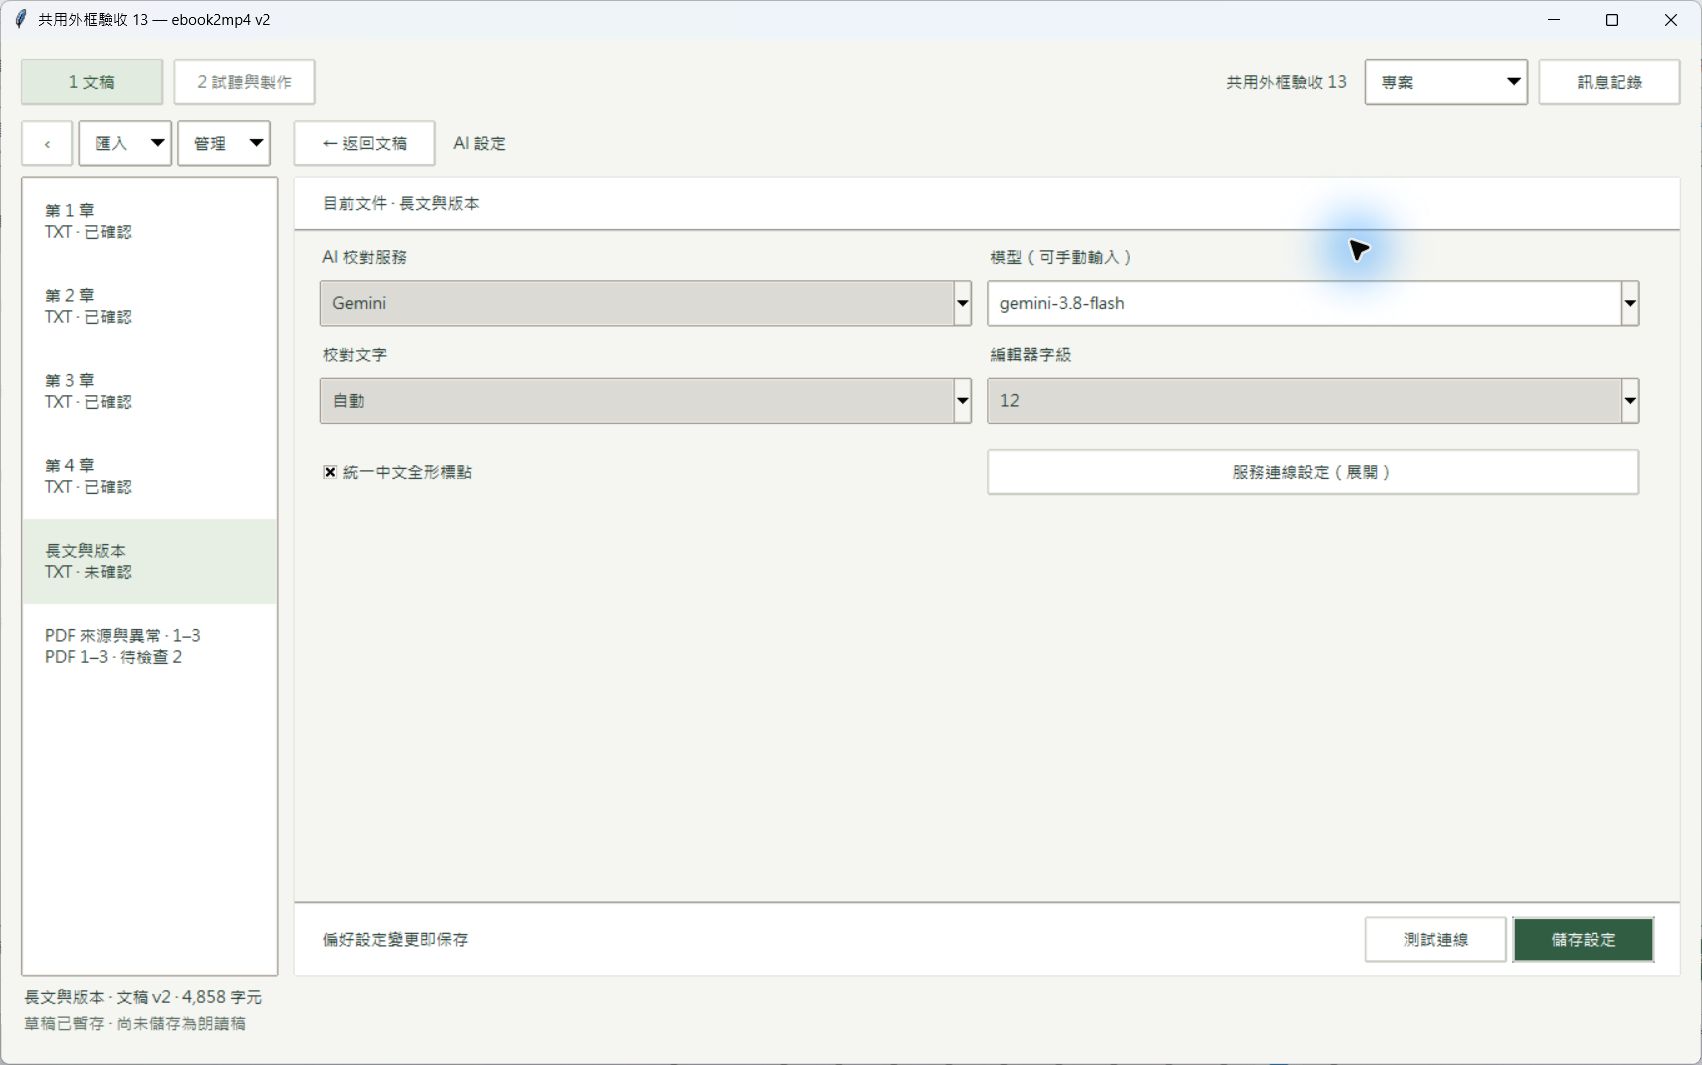 共用外框驗收 13 — ebook2mp4 v2
1 文稿
2 試聽與製作
共用外框驗收 13
專案
訊息記錄
‹
匯入
管理
← 返回文稿
AI 設定
第 1 章
TXT · 已確認
第 2 章
TXT · 已確認
第 3 章
TXT · 已確認
第 4 章
TXT · 已確認
長文與版本
TXT · 未確認
PDF 來源與異常 · 1–3
PDF 1–3 · 待檢查 2
目前文件 · 長文與版本
AI 校對服務
模型（可手動輸入）
Gemini
gemini-3.8-flash
校對文字
編輯器字級
自動
12
統一中文全形標點
服務連線設定（展開）
偏好設定變更即保存
測試連線
儲存設定
長文與版本 · 文稿 v2 · 4,858 字元
草稿已暫存 · 尚未儲存為朗讀稿